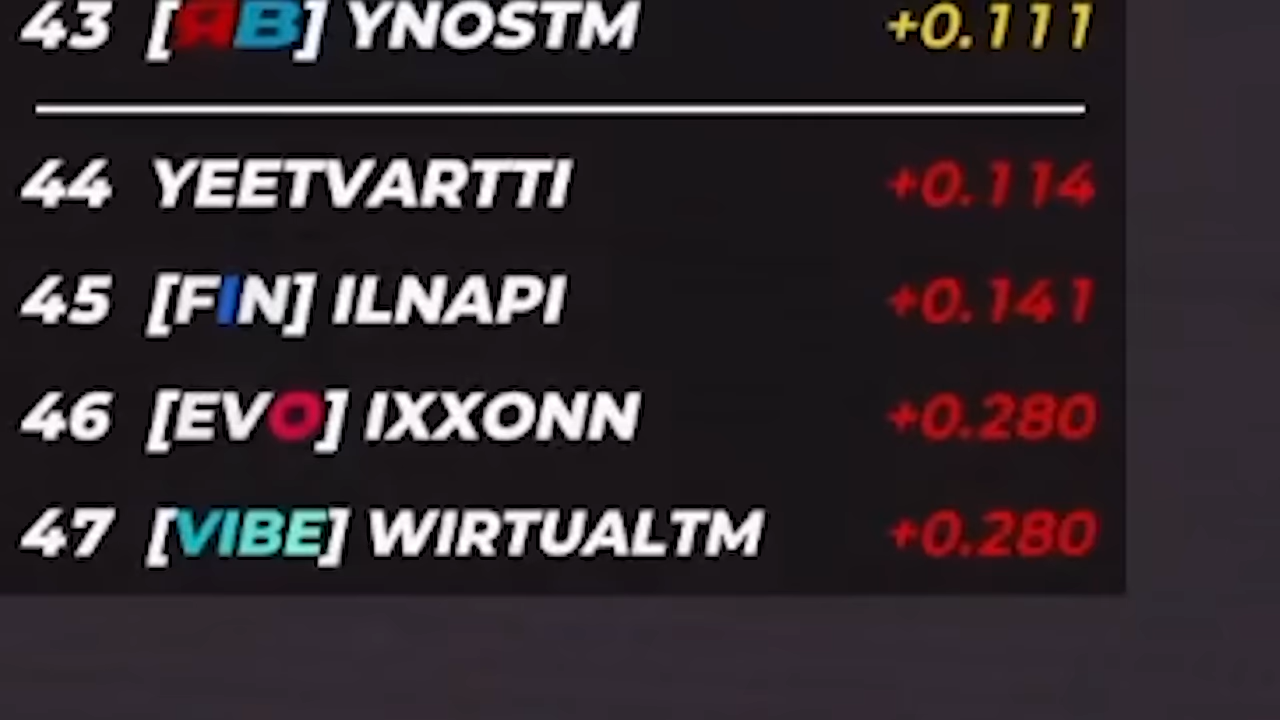 43 [ЯB] YNOSTM +0.111
44 YEETVARTTI +0.114
45 [FIN] ILNAPI +0.141
46 [EVO] IXXONN +0.280
47 [VIBE] WIRTUALTM +0.280